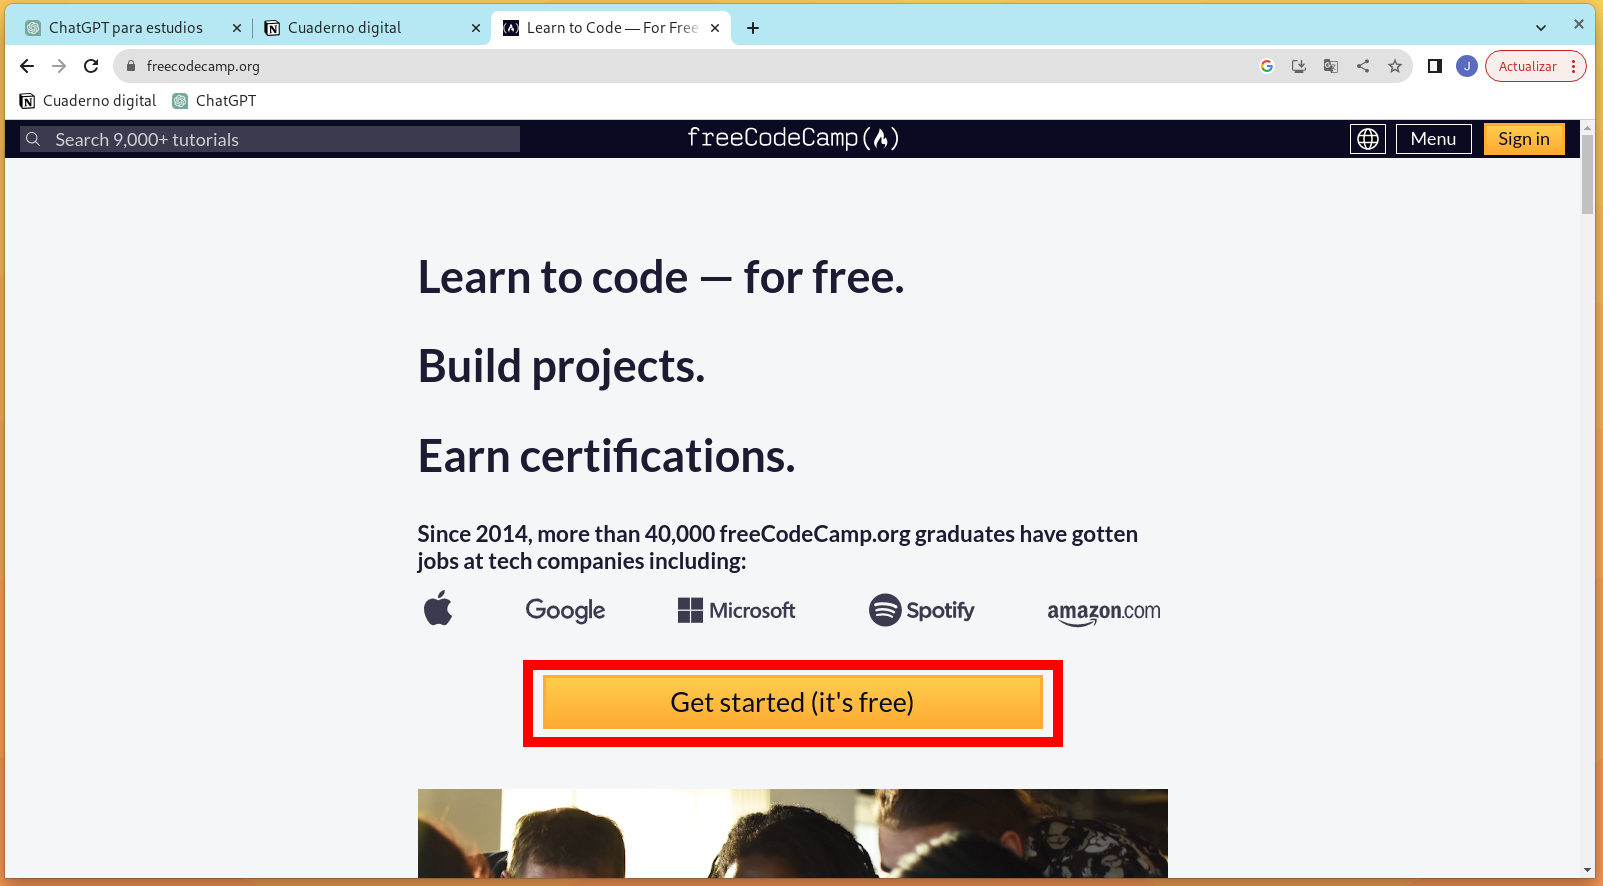 ChatGPT para estudios
Cuaderno digital
Learn to Code — For Free
freecodecamp.org
J
Actualizar
Cuaderno digital
ChatGPT
Search 9,000+ tutorials
freeCodeCamp(🔥)
Menu
Sign in
Learn to code — for free.
Build projects.
Earn certifications.
Since 2014, more than 40,000 freeCodeCamp.org graduates have gotten
jobs at tech companies including:
Google
Microsoft
Spotify
amazon.com
Get started (it's free)